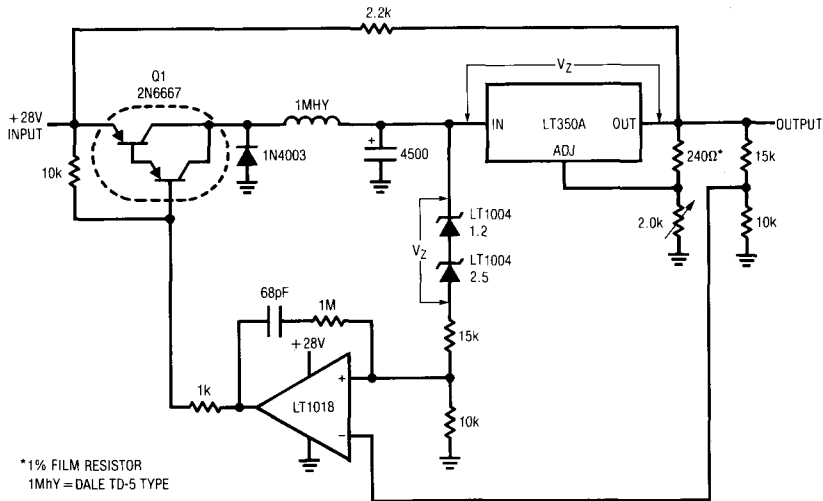 2.2k
Q1
2N6667
+28V
INPUT
10k
1MHY
1N4003
+
4500
VZ
IN
LT350A
OUT
ADJ
OUTPUT
240Ω*
15k
2.0k
10k
LT1004
1.2
VZ
LT1004
2.5
68pF
1M
+28V
15k
1k
LT1018
+
−
10k
*1% FILM RESISTOR
1MhY = DALE TD-5 TYPE